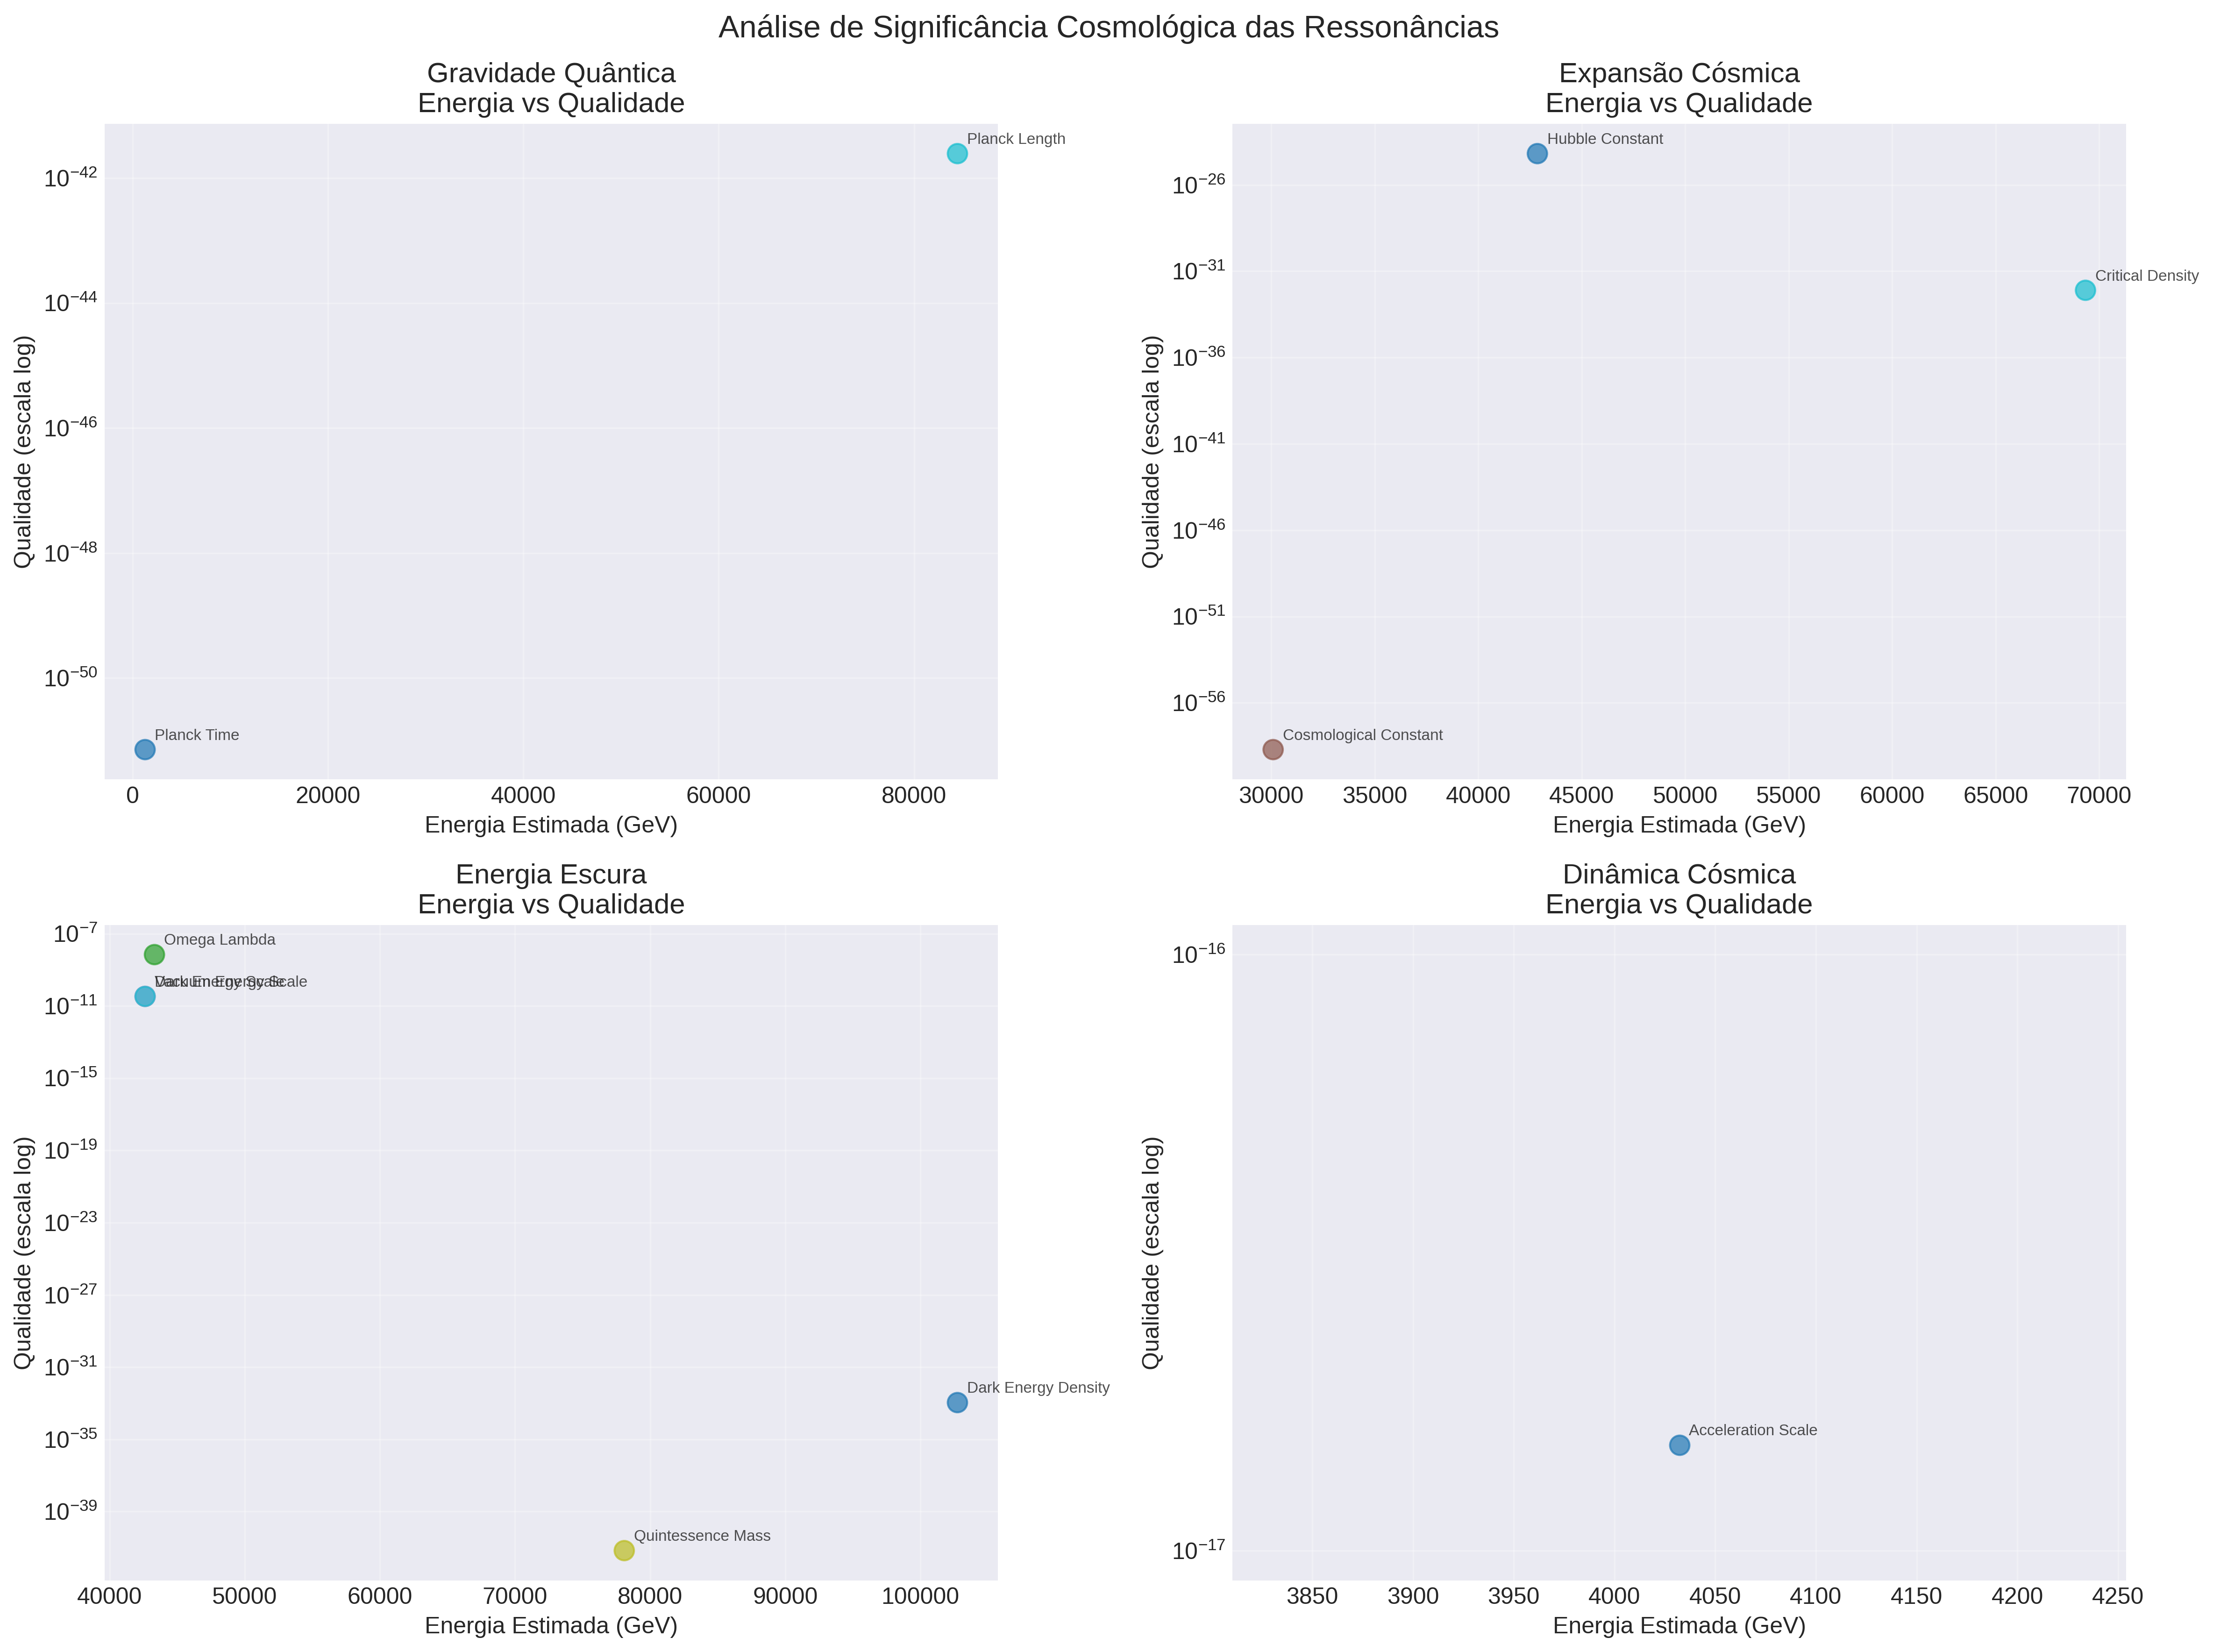 Análise de Significância Cosmológica das Ressonâncias
Gravidade Quântica
Energia vs Qualidade
Qualidade (escala log)
10⁻⁴²
10⁻⁴⁴
10⁻⁴⁶
10⁻⁴⁸
10⁻⁵⁰
Planck Length
Planck Time
0 20000 40000 60000 80000
Energia Estimada (GeV)
Expansão Cósmica
Energia vs Qualidade
Qualidade (escala log)
10⁻²⁶
10⁻³¹
10⁻³⁶
10⁻⁴¹
10⁻⁴⁶
10⁻⁵¹
10⁻⁵⁶
Hubble Constant
Critical Density
Cosmological Constant
30000 35000 40000 45000 50000 55000 60000 65000 70000
Energia Estimada (GeV)
Energia Escura
Energia vs Qualidade
Qualidade (escala log)
10⁻⁷
10⁻¹¹
10⁻¹⁵
10⁻¹⁹
10⁻²³
10⁻²⁷
10⁻³¹
10⁻³⁵
10⁻³⁹
Omega Lambda
Scale
Dark Energy Density
Quintessence Mass
40000 50000 60000 70000 80000 90000 100000
Energia Estimada (GeV)
Dinâmica Cósmica
Energia vs Qualidade
Qualidade (escala log)
10⁻¹⁶
10⁻¹⁷
Acceleration Scale
3850 3900 3950 4000 4050 4100 4150 4200 4250
Energia Estimada (GeV)